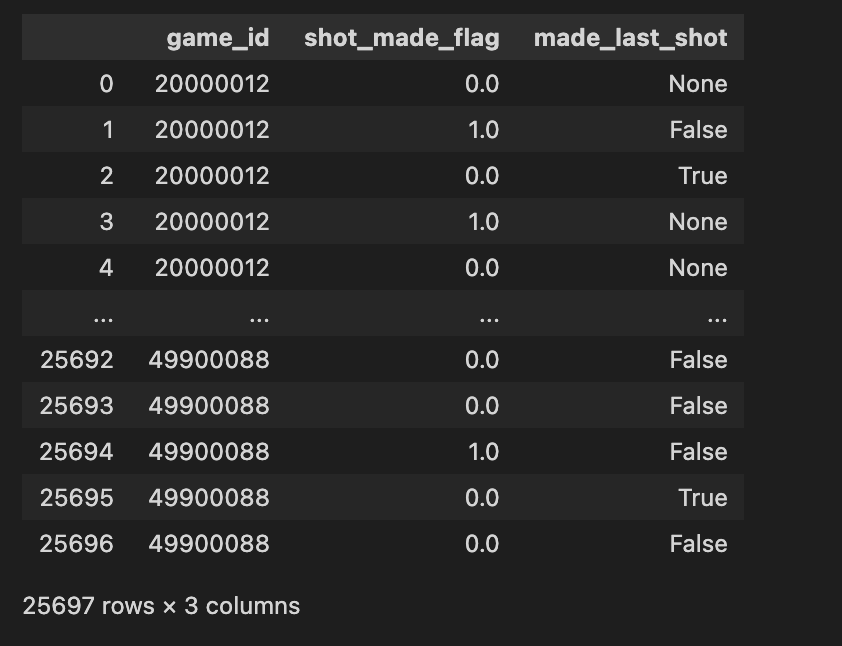 game_id shot_made_flag made_last_shot
0 20000012 0.0 None
1 20000012 1.0 False
2 20000012 0.0 True
3 20000012 1.0 None
4 20000012 0.0 None
... ... ... ...
25692 49900088 0.0 False
25693 49900088 0.0 False
25694 49900088 1.0 False
25695 49900088 0.0 True
25696 49900088 0.0 False
25697 rows × 3 columns